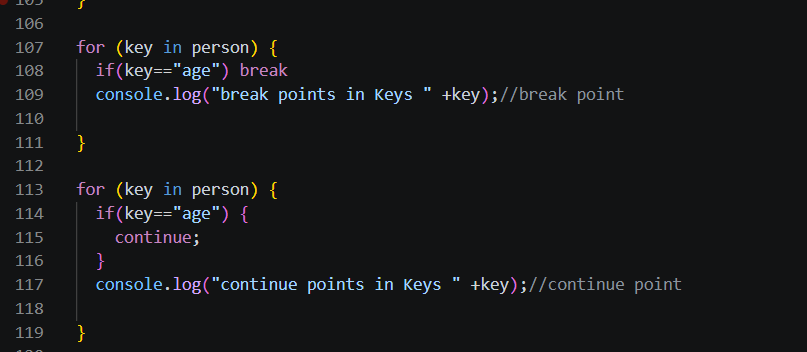 105 }
106
107 for (key in person) {
108 if(key=="age") break
109 console.log("break points in Keys " +key);//break point
110
111 }
112
113 for (key in person) {
114 if(key=="age") {
115 continue;
116 }
117 console.log("continue points in Keys " +key);//continue point
118
119 }